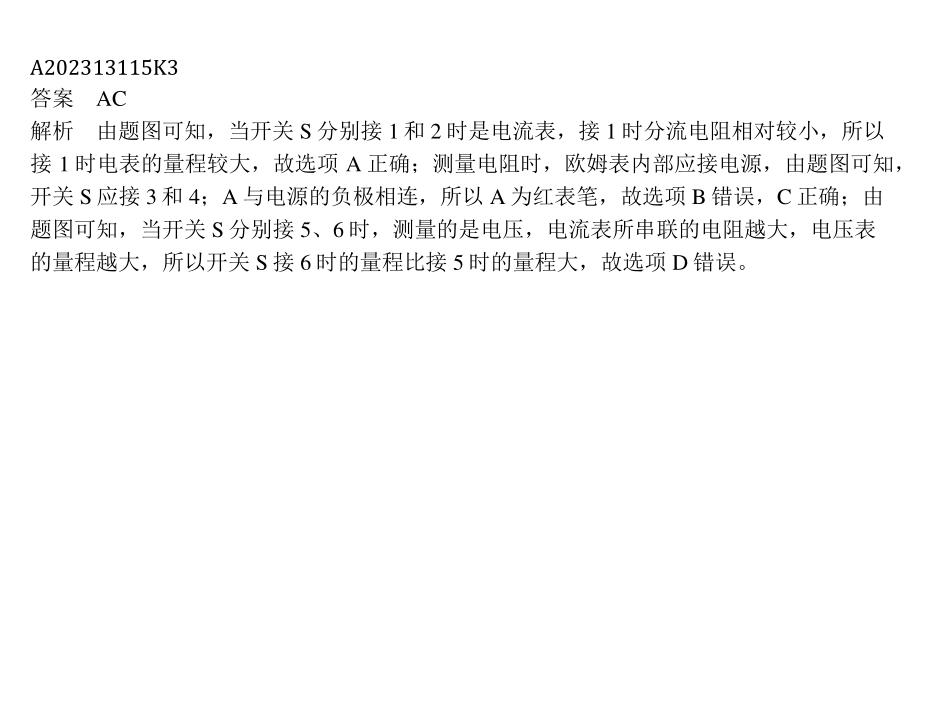 A202313115K3
答案 AC
解析 由题图可知，当开关 S 分别接 1 和 2 时是电流表，接 1 时分流电阻相对较小，所以
接 1 时电表的量程较大，故选项 A 正确；测量电阻时，欧姆表内部应接电源，由题图可知，
开关 S 应接 3 和 4；A 与电源的负极相连，所以 A 为红表笔，故选项 B 错误，C 正确；由
题图可知，当开关 S 分别接 5、6 时，测量的是电压，电流表所串联的电阻越大，电压表
的量程越大，所以开关 S 接 6 时的量程比接 5 时的量程大，故选项 D 错误。